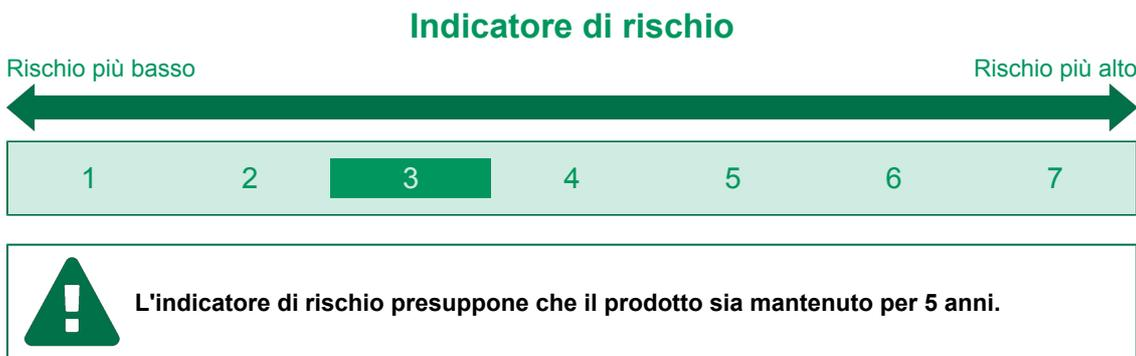 Indicatore di rischio
Rischio più basso Rischio più alto
1 2 3 4 5 6 7
L'indicatore di rischio presuppone che il prodotto sia mantenuto per 5 anni.